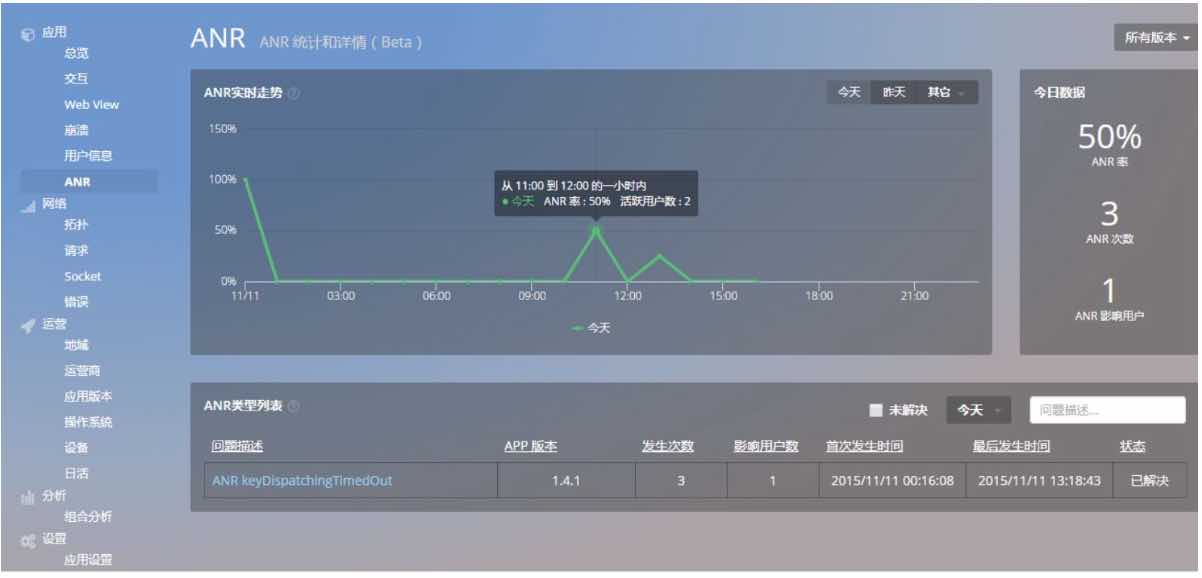 应用
总览
交互
Web View
崩溃
用户信息
ANR
网络
拓扑
请求
Socket
错误
运营
地域
运营商
应用版本
操作系统
设备
日活
分析
组合分析
设置
应用设置
ANR ANR 统计和详情 ( Beta )
所有版本
ANR实时走势 ?
今天 昨天 其它
150%
100%
50%
0%
从 11:00 到 12:00 的一小时内
今天 ANR 率 : 50% 活跃用户数 : 2
11/11 03:00 06:00 09:00 12:00 15:00 18:00 21:00
今天
今日数据
50%
ANR 率
3
ANR 次数
1
ANR 影响用户
ANR类型列表 ?
未解决 今天 问题描述...
问题描述 APP 版本 发生次数 影响用户数 首次发生时间 最后发生时间 状态
ANR keyDispatchingTimedOut 1.4.1 3 1 2015/11/11 00:16:08 2015/11/11 13:18:43 已解决